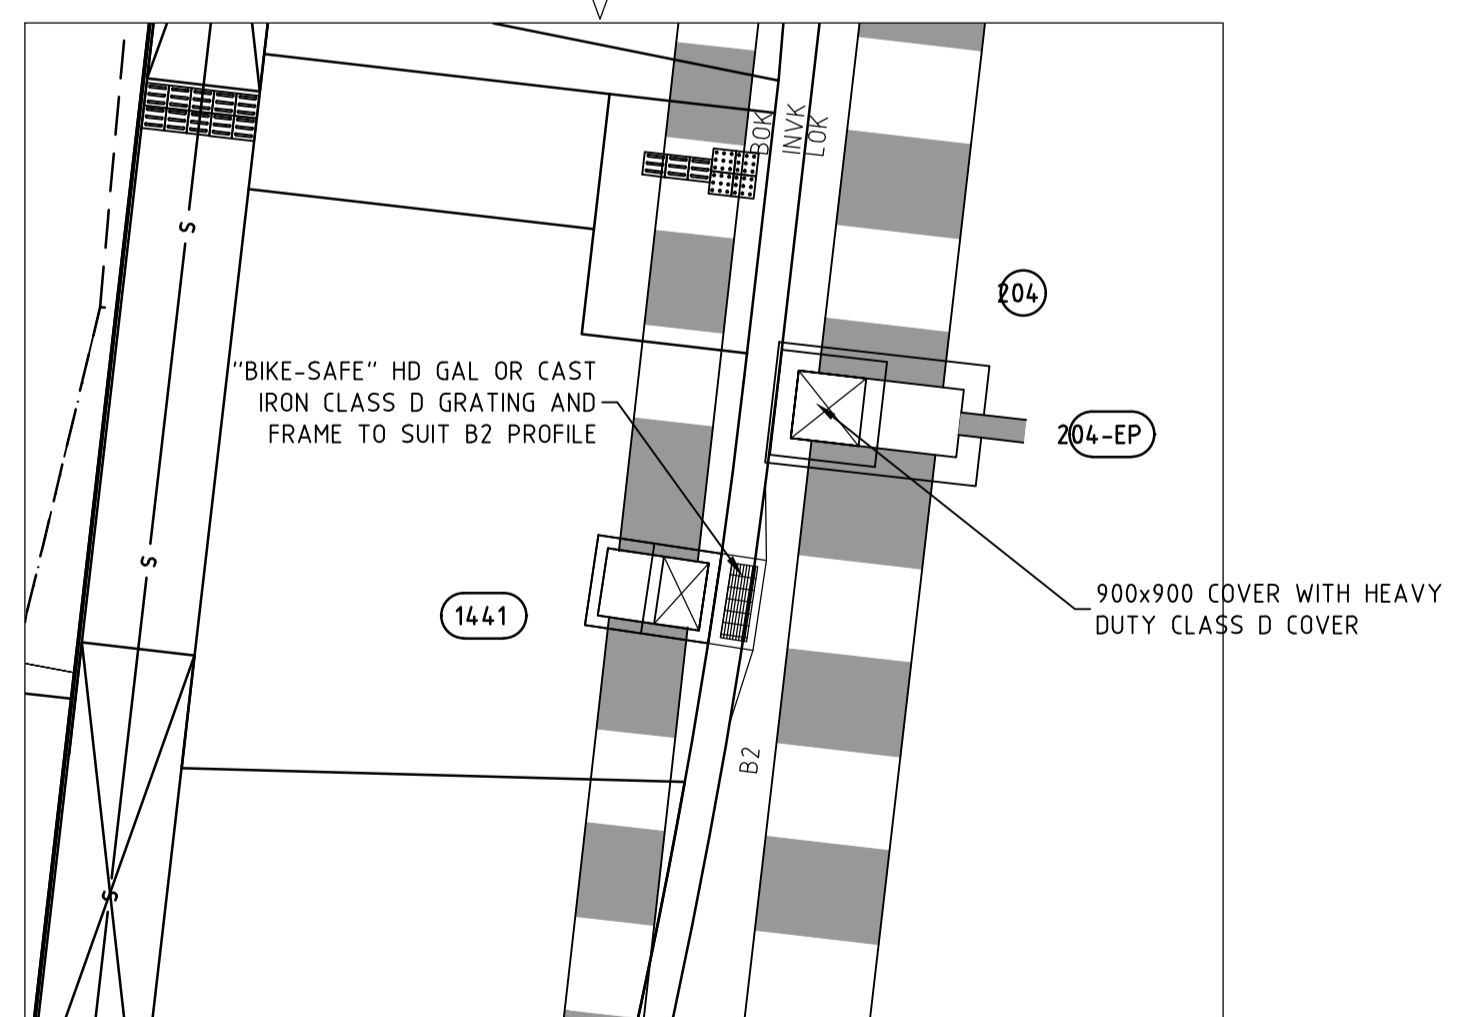 BOK
INVK
LOK
S
204
"BIKE-SAFE" HD GAL OR CAST
IRON CLASS D GRATING AND
FRAME TO SUIT B2 PROFILE
204-EP
S
1441
900x900 COVER WITH HEAVY
DUTY CLASS D COVER
B2
S